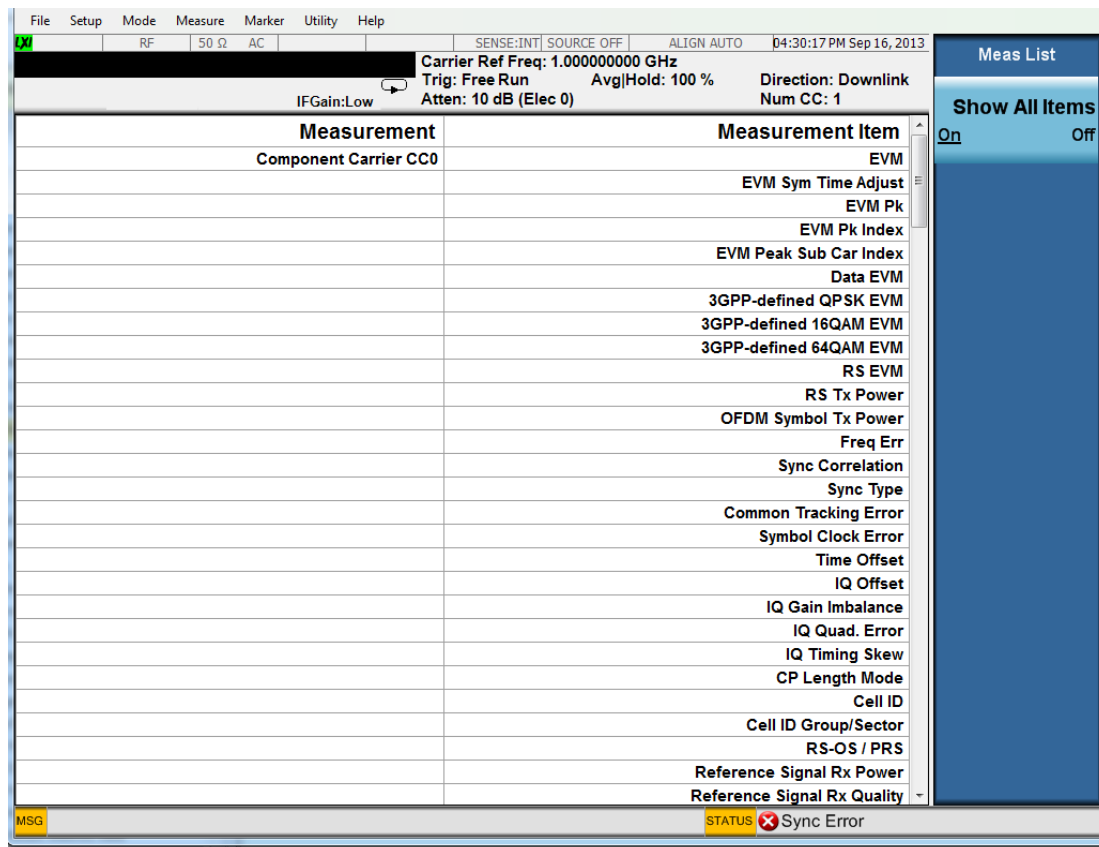 File Setup Mode Measure Marker Utility Help
LXI RF 50 Ω AC SENSE:INT SOURCE OFF ALIGN AUTO 04:30:17 PM Sep 16, 2013
Meas List
Carrier Ref Freq: 1.000000000 GHz
Trig: Free Run Avg|Hold: 100 % Direction: Downlink
IFGain:Low Atten: 10 dB (Elec 0) Num CC: 1
Show All Items
On Off
Measurement Measurement Item
Component Carrier CC0 EVM
EVM Sym Time Adjust
EVM Pk
EVM Pk Index
EVM Peak Sub Car Index
Data EVM
3GPP-defined QPSK EVM
3GPP-defined 16QAM EVM
3GPP-defined 64QAM EVM
RS EVM
RS Tx Power
OFDM Symbol Tx Power
Freq Err
Sync Correlation
Sync Type
Common Tracking Error
Symbol Clock Error
Time Offset
IQ Offset
IQ Gain Imbalance
IQ Quad. Error
IQ Timing Skew
CP Length Mode
Cell ID
Cell ID Group/Sector
RS-OS / PRS
Reference Signal Rx Power
Reference Signal Rx Quality
MSG STATUS Sync Error